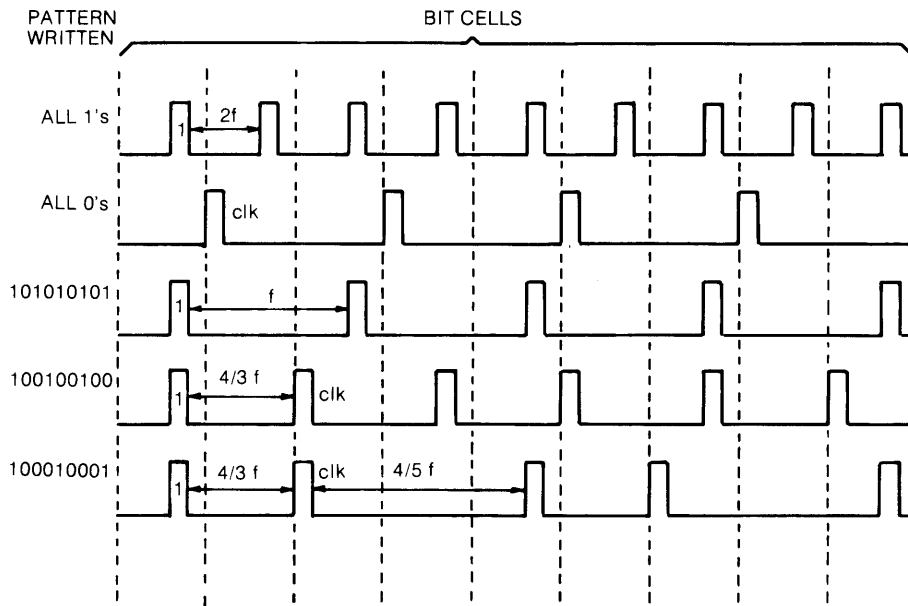 PATTERN WRITTEN
BIT CELLS
ALL 1's
1
2f
ALL 0's
clk
101010101
1
f
100100100
1
4/3 f
clk
100010001
1
4/3 f
clk
4/5 f